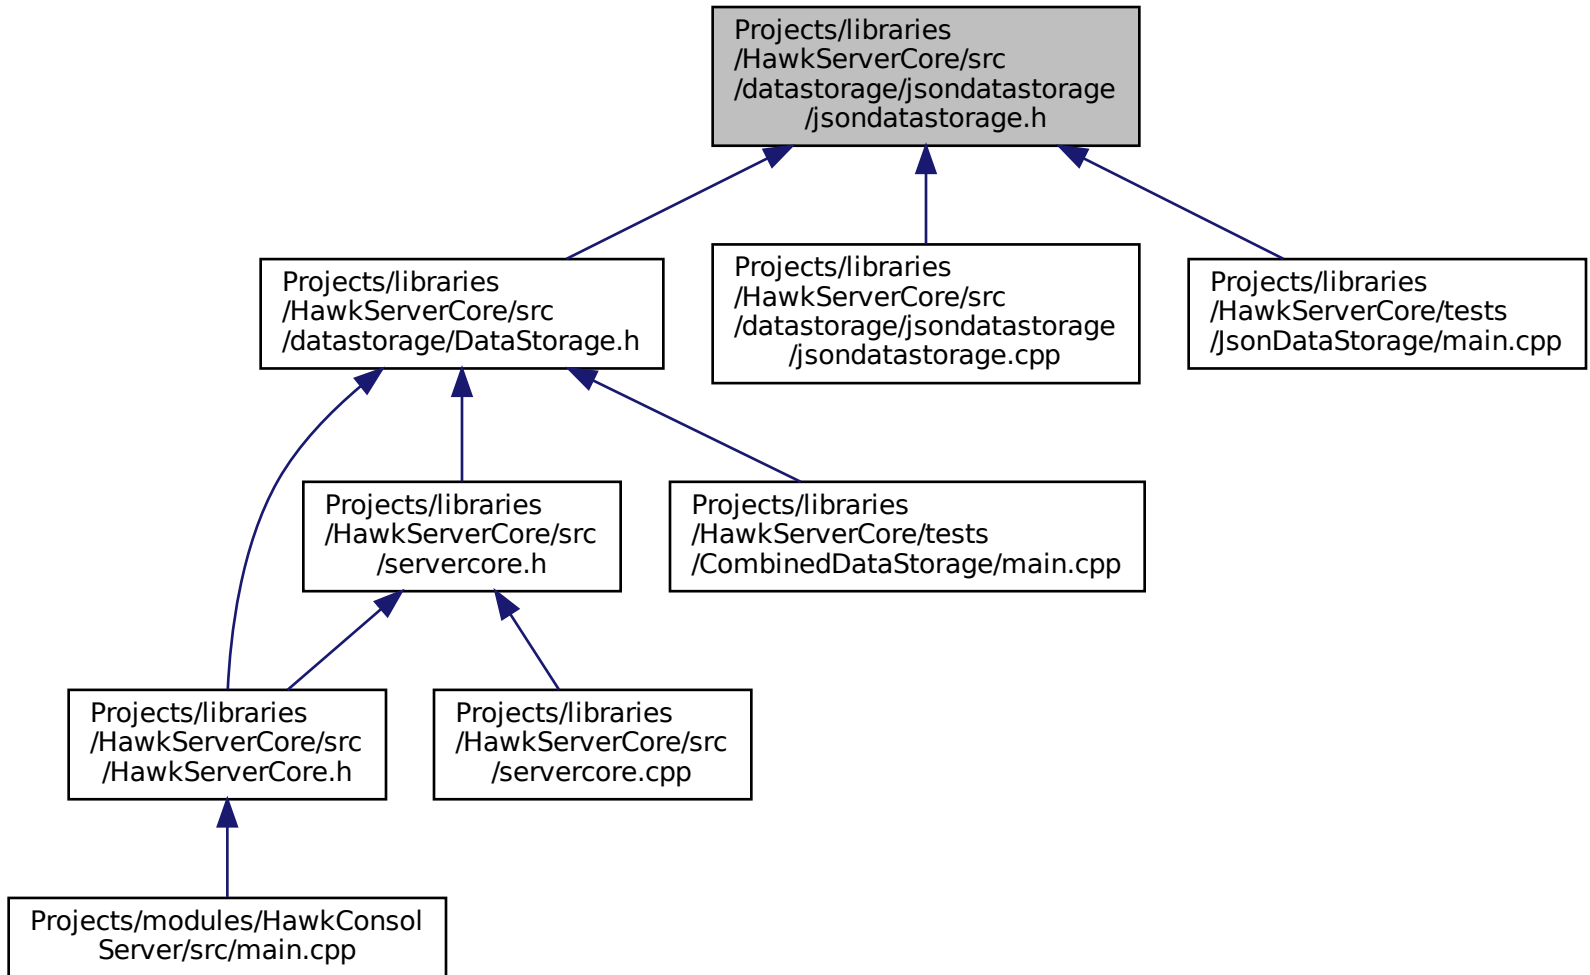 Projects/libraries
/HawkServerCore/src
/datastorage/jsondatastorage
/jsondatastorage.h
Projects/libraries
/HawkServerCore/src
/datastorage/DataStorage.h
Projects/libraries
/HawkServerCore/src
/datastorage/jsondatastorage
/jsondatastorage.cpp
Projects/libraries
/HawkServerCore/tests
/JsonDataStorage/main.cpp
Projects/libraries
/HawkServerCore/src
/servercore.h
Projects/libraries
/HawkServerCore/tests
/CombinedDataStorage/main.cpp
Projects/libraries
/HawkServerCore/src
/HawkServerCore.h
Projects/libraries
/HawkServerCore/src
/servercore.cpp
Projects/modules/HawkConsol
Server/src/main.cpp